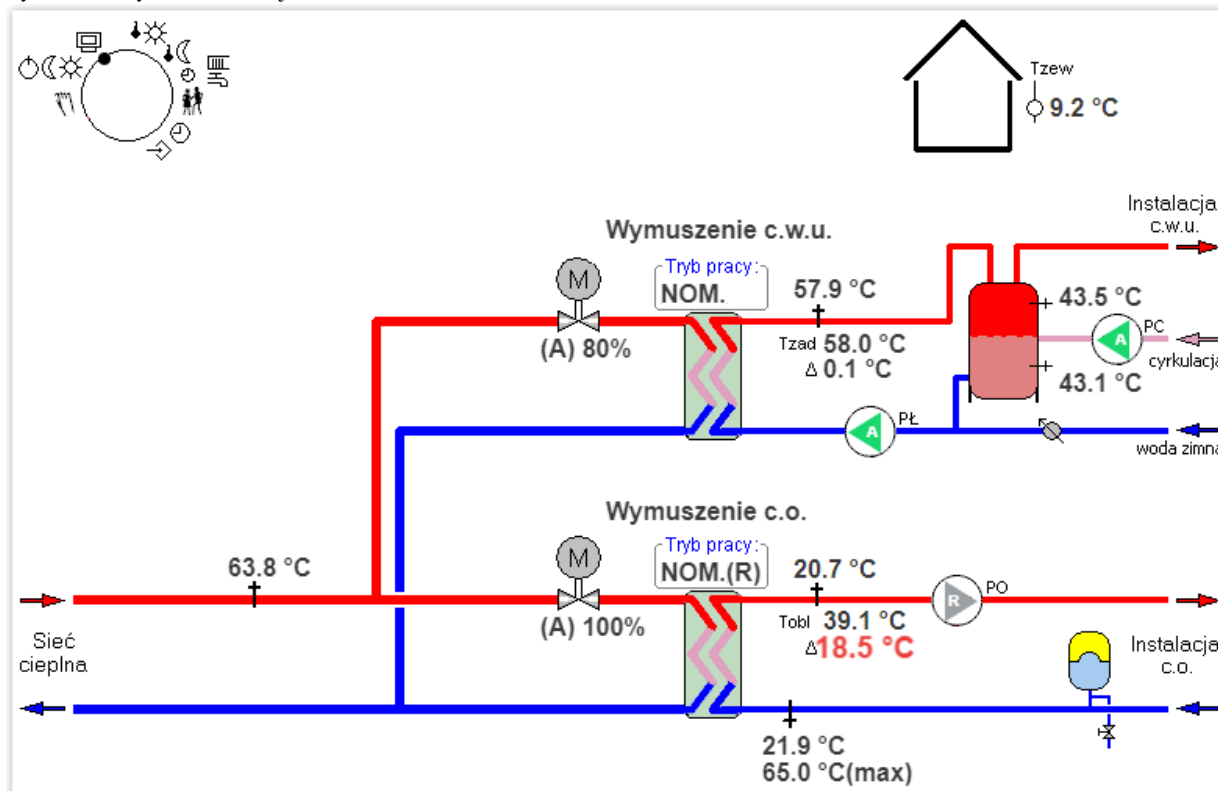 Tzew
9.2 °C
Instalacja
c.w.u.
Wymuszenie c.w.u.
Tryb pracy:
NOM.
M
(A) 80%
57.9 °C
Tzad 58.0 °C
Δ 0.1 °C
43.5 °C
A
PC
cyrkulacja
43.1 °C
A
PŁ
woda zimna
Wymuszenie c.o.
Tryb pracy:
NOM.(R)
M
(A) 100%
63.8 °C
20.7 °C
Tobl 39.1 °C
Δ18.5 °C
R
PO
Sieć
cieplna
Instalacja
c.o.
21.9 °C
65.0 °C(max)